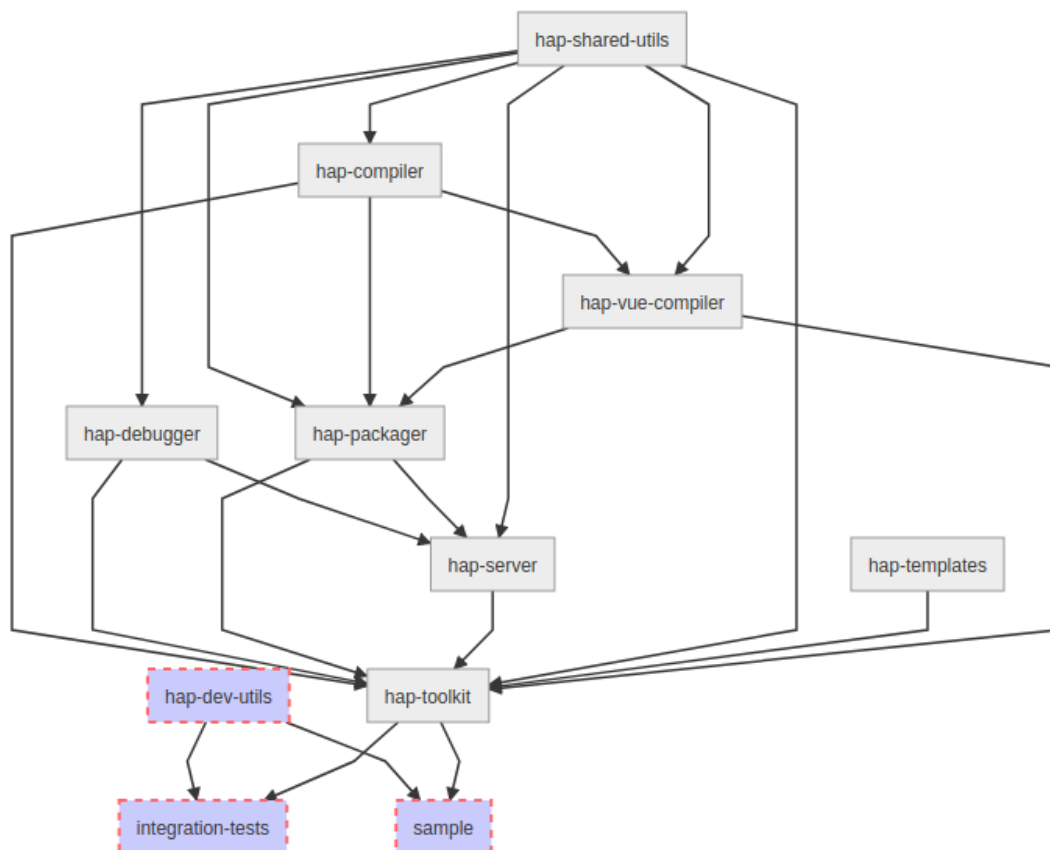 hap-shared-utils
hap-compiler
hap-vue-compiler
hap-debugger
hap-packager
hap-server
hap-templates
hap-dev-utils
hap-toolkit
integration-tests
sample